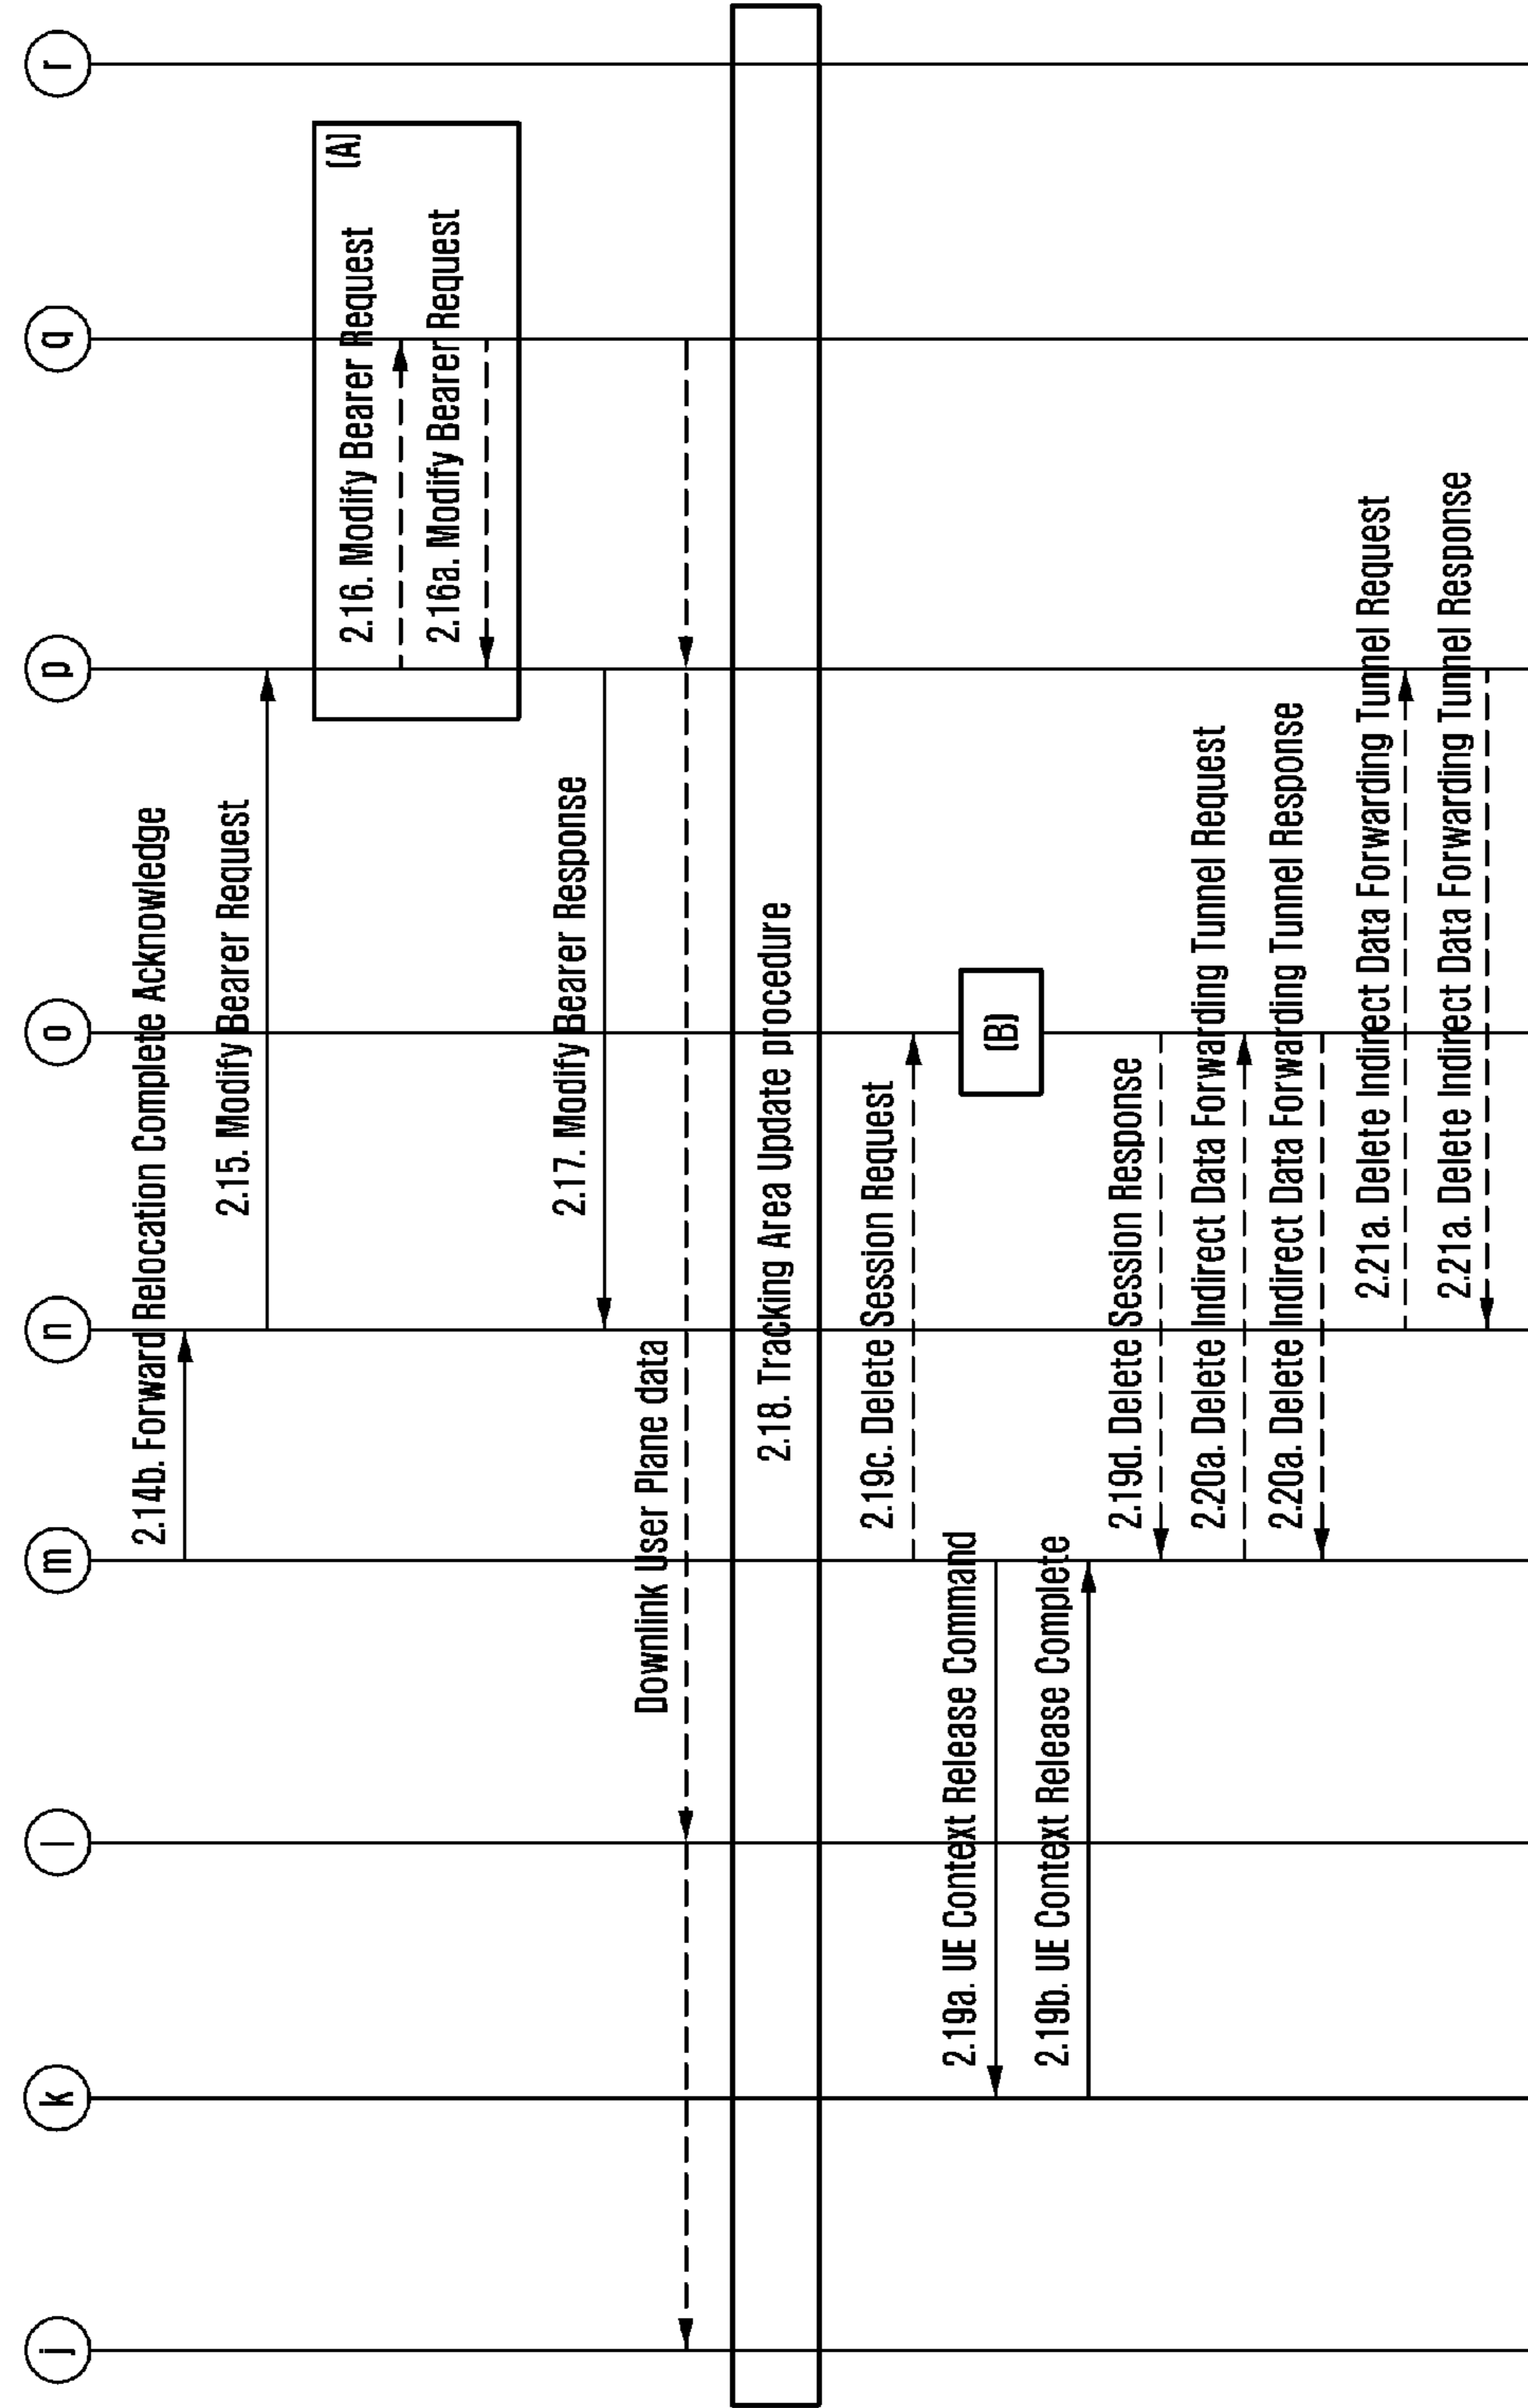 j
k
l
m
n
o
p
q
r
2.14b. Forward Relocation Complete Acknowledge
2.15. Modify Bearer Request
(A)
2.16. Modify Bearer Request
2.16a. Modify Bearer Request
2.17. Modify Bearer Response
Downlink User Plane data
2.18. Tracking Area Update procedure
2.19c. Delete Session Request
2.19a. UE Context Release Command
(B)
2.19b. UE Context Release Complete
2.19d. Delete Session Response
2.20a. Delete Indirect Data Forwarding Tunnel Request
2.20a. Delete Indirect Data Forwarding Tunnel Response
2.21a. Delete Indirect Data Forwarding Tunnel Request
2.21a. Delete Indirect Data Forwarding Tunnel Response